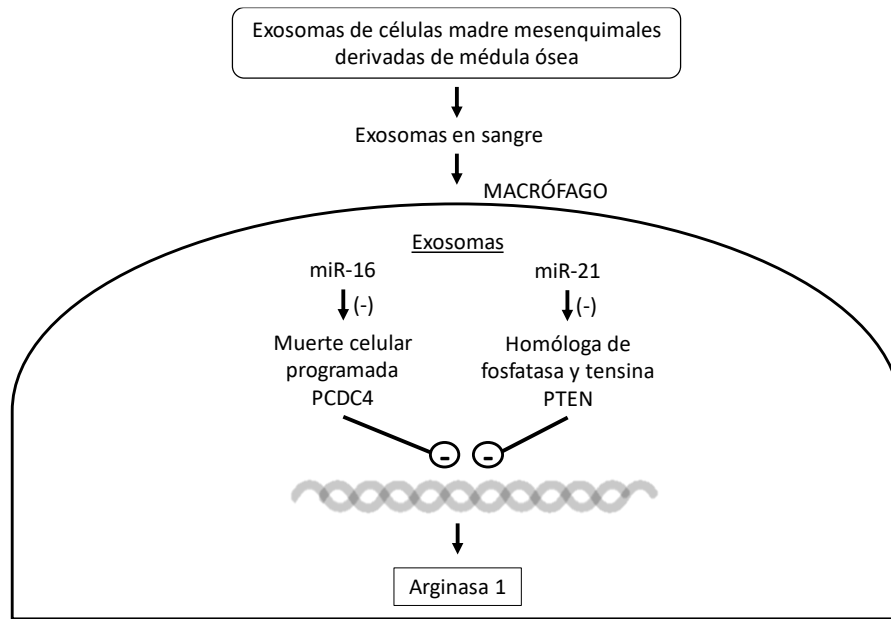 Exosomas de células madre mesenquimales
derivadas de médula ósea
Exosomas en sangre
MACRÓFAGO
Exosomas
miR-16
(-)
Muerte celular
programada
PCDC4
miR-21
(-)
Homóloga de
fosfatasa y tensina
PTEN
-
-
Arginasa 1